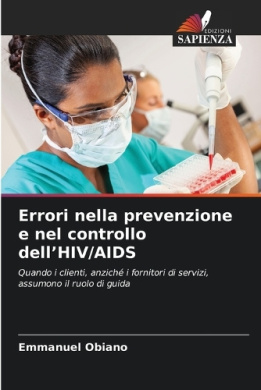 EDIZIONI
SAPIENZA
Errori nella prevenzione
e nel controllo
dell’HIV/AIDS
Quando i clienti, anziché i fornitori di servizi,
assumono il ruolo di guida
Emmanuel Obiano